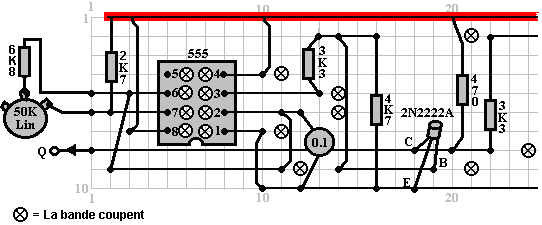 1
10
20
6K8
2K7
555
5 4
6 3
7 2
8 1
3K3
4K7
470
3K3
50K
Lin
2N2222A
0.1
Q
C
B
E
10
10
20
= La bande coupent